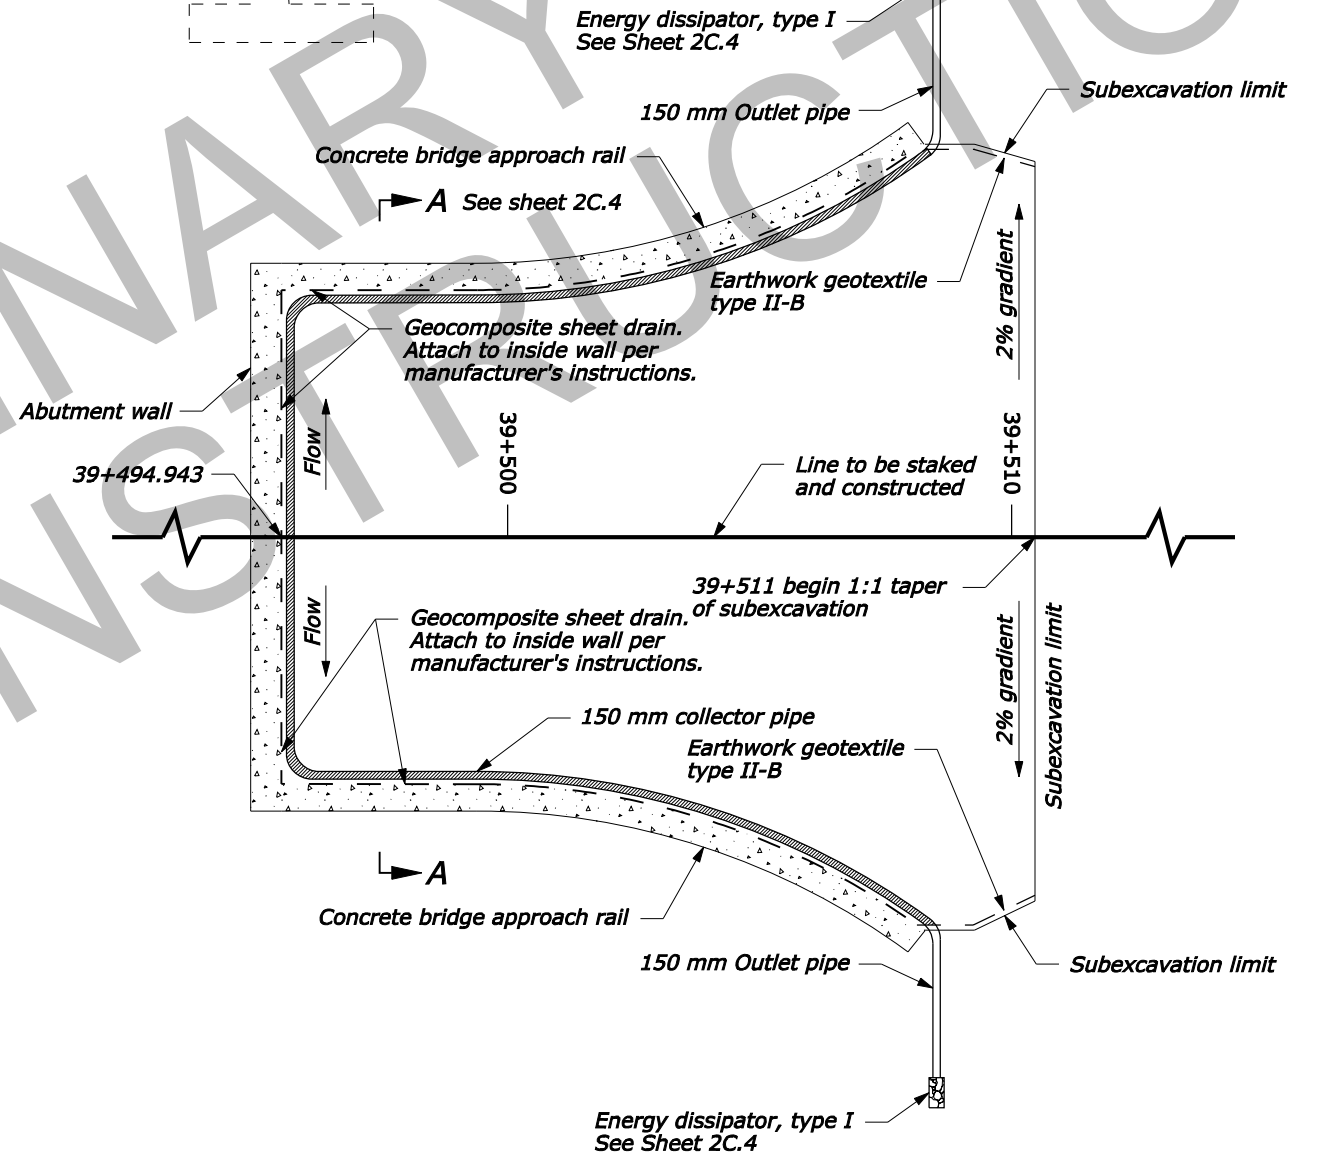 Energy dissipator, type I
See Sheet 2C.4
Subexcavation limit
150 mm Outlet pipe
Concrete bridge approach rail
A See sheet 2C.4
Earthwork geotextile
type II-B
2% gradient
Geocomposite sheet drain.
Attach to inside wall per
manufacturer's instructions.
Abutment wall
Flow
39+500
39+510
39+494.943
Line to be staked
and constructed
39+511 begin 1:1 taper
of subexcavation
Flow
Geocomposite sheet drain.
Attach to inside wall per
manufacturer's instructions.
2% gradient
Subexcavation limit
150 mm collector pipe
Earthwork geotextile
type II-B
A
Concrete bridge approach rail
150 mm Outlet pipe
Subexcavation limit
Energy dissipator, type I
See Sheet 2C.4
NARY
NSTRUCTIO